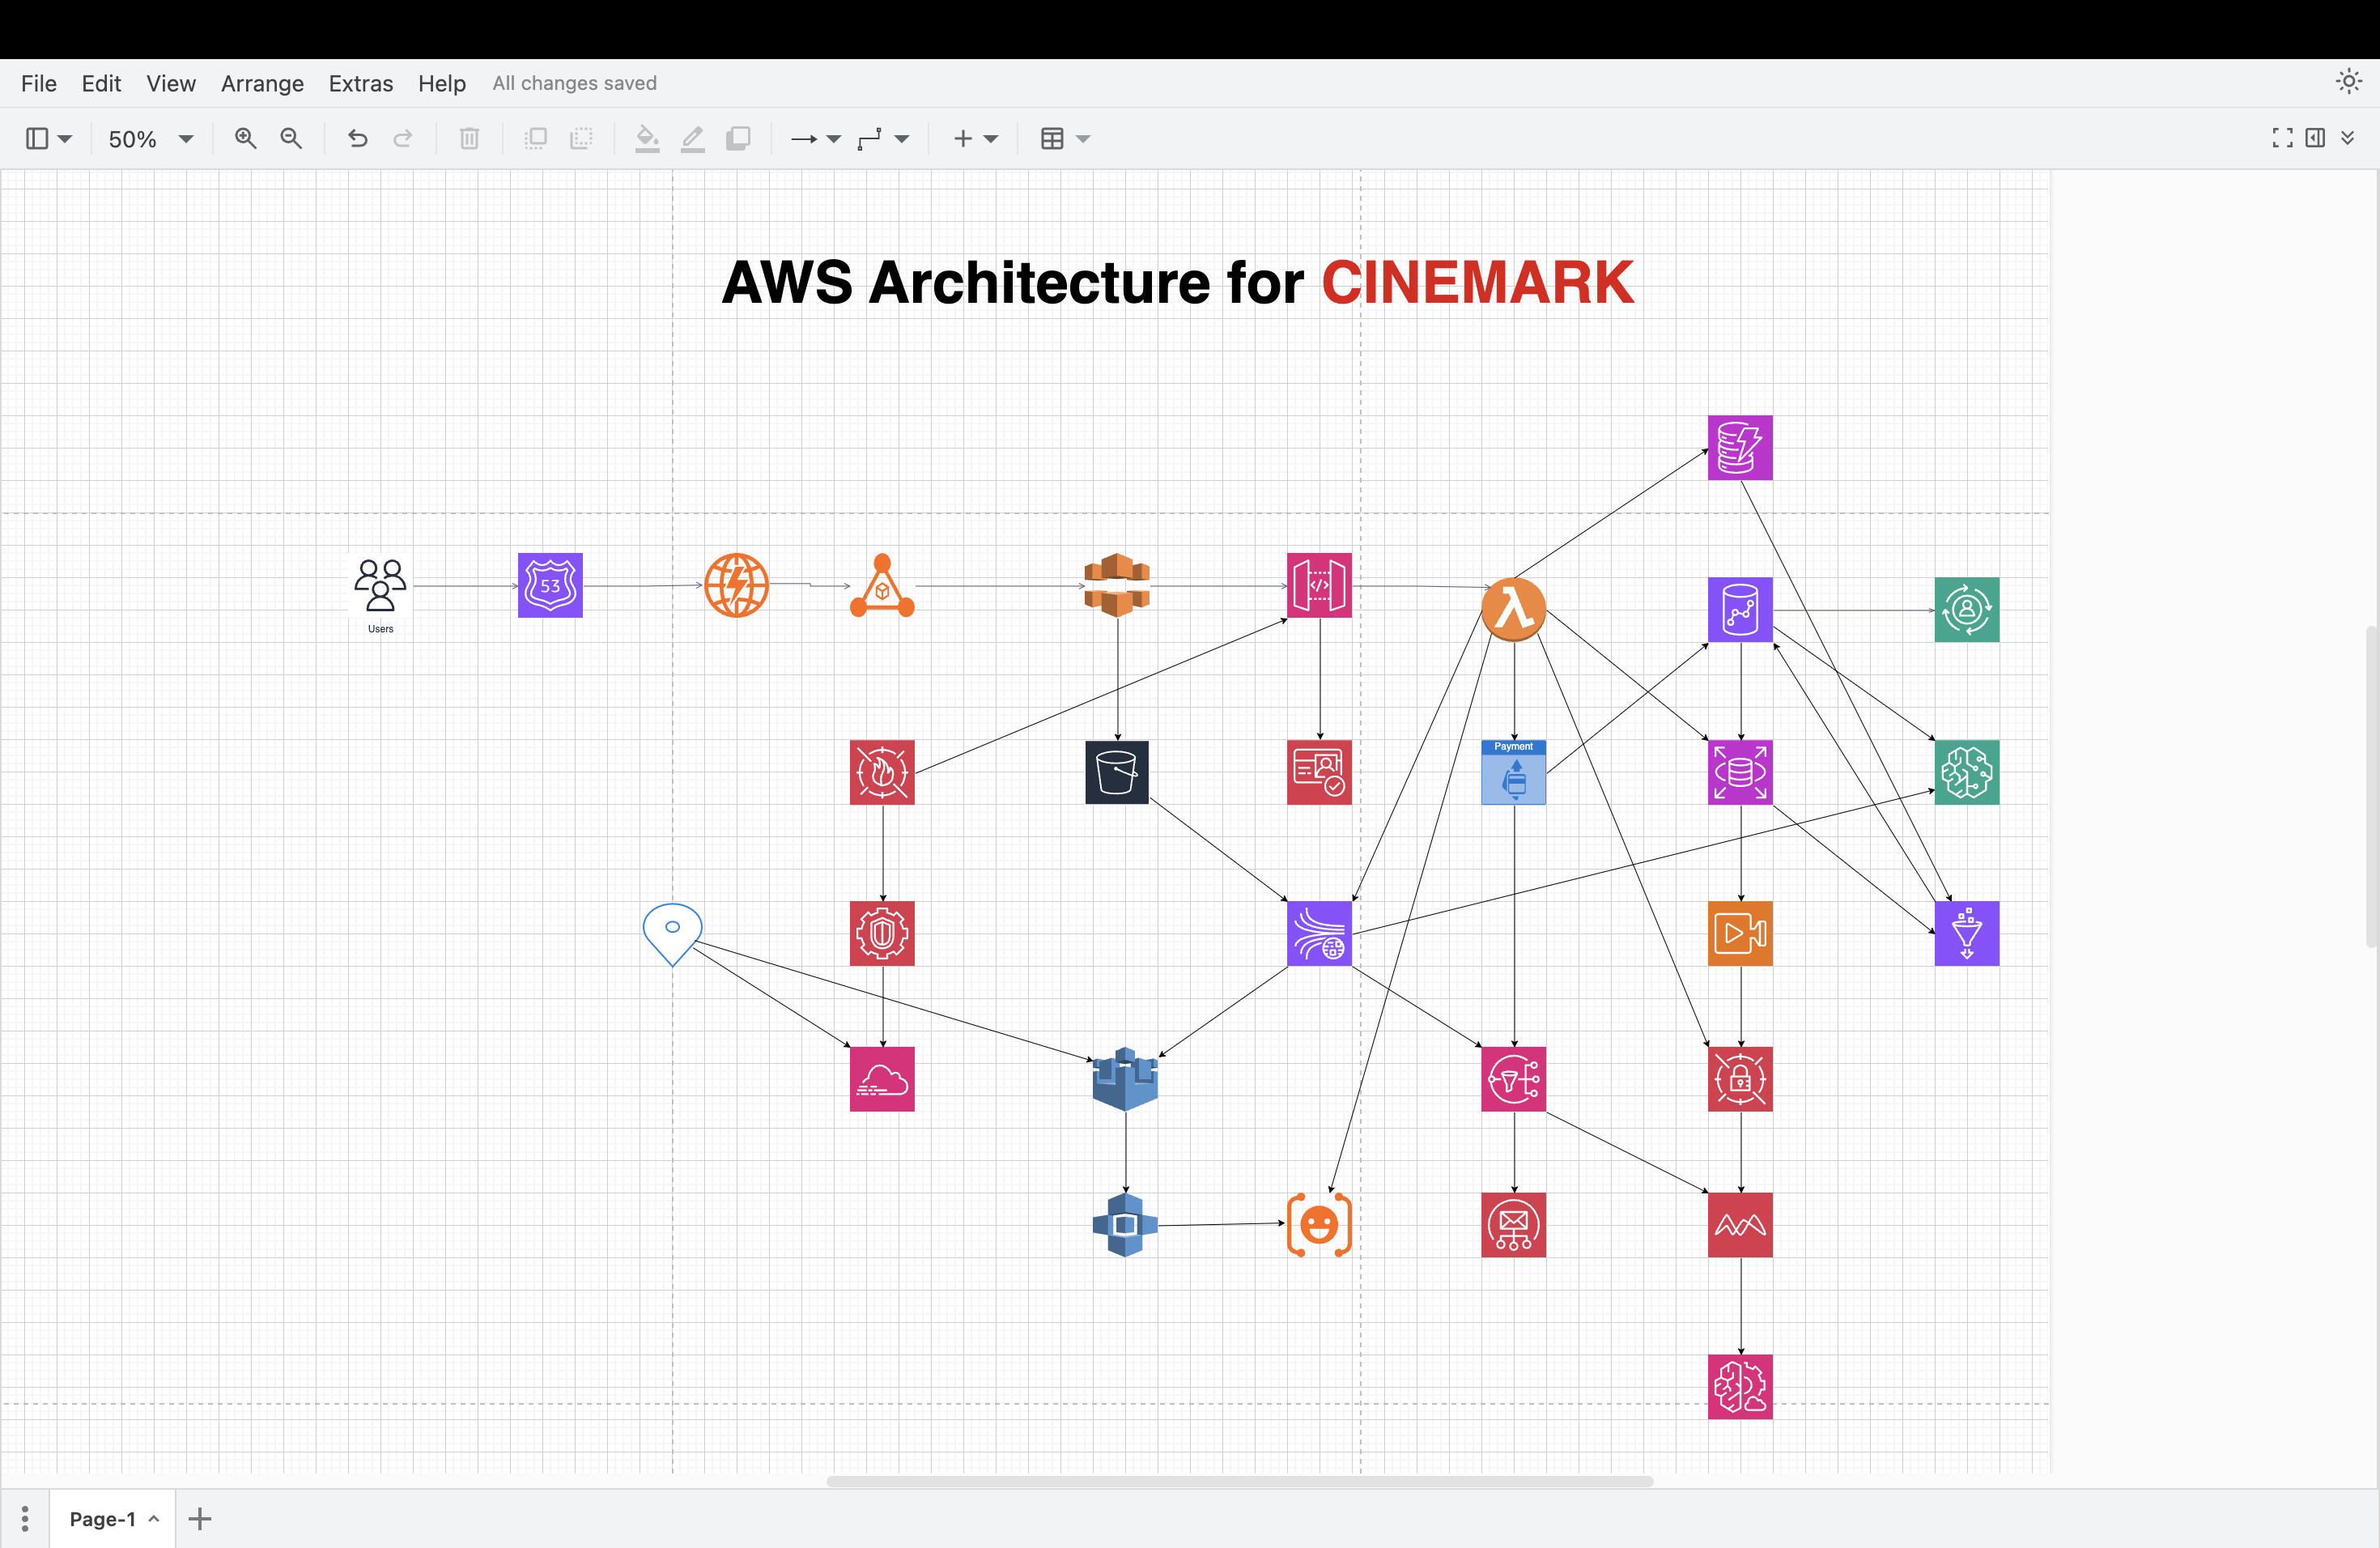 File Edit View Arrange Extras Help All changes saved
50%
AWS Architecture for CINEMARK
53
Users
</>
λ
Payment
Page-1